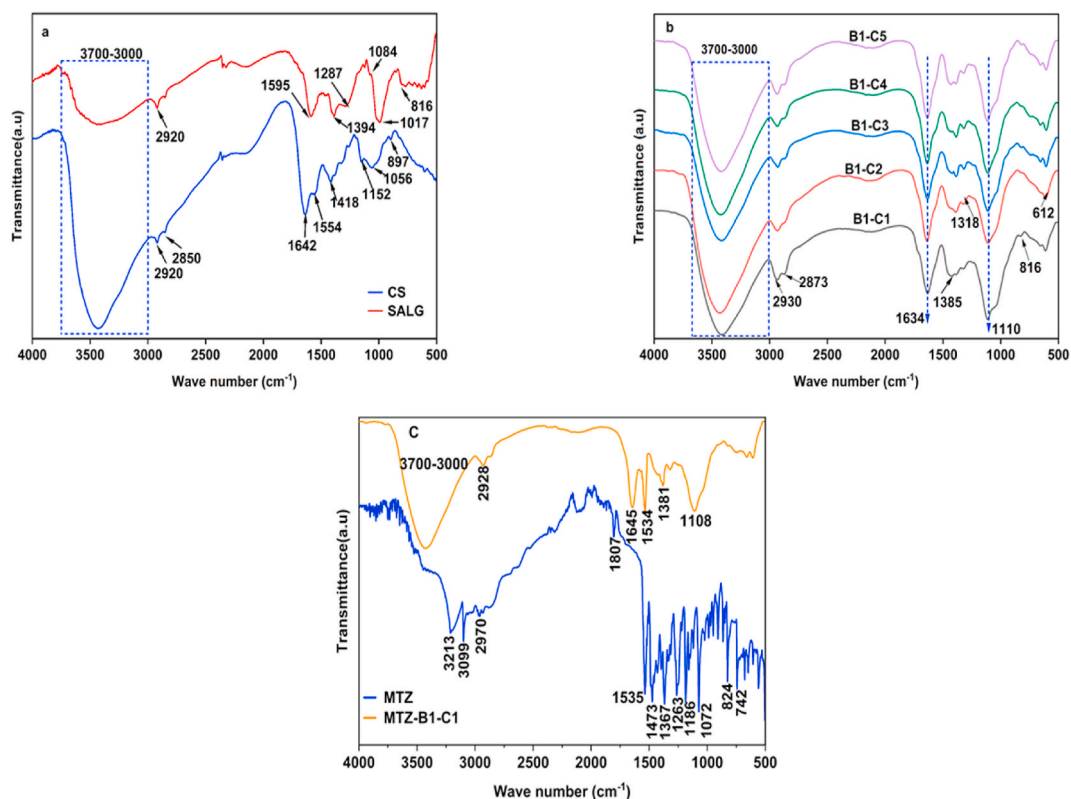 a
3700-3000
1084
1595
1287
2920
1394
816
1017
897
1056
1152
1418
1554
1642
2850
2920
CS
SALG
Transmittance(a.u)
4000 3500 3000 2500 2000 1500 1000 500
Wave number (cm⁻¹)
b
3700-3000
B1-C5
B1-C4
B1-C3
B1-C2
1318
612
B1-C1
816
2930
2873
1385
1634
1110
Transmittance(a.u)
4000 3500 3000 2500 2000 1500 1000 500
Wave number (cm⁻¹)
C
3700-3000
2928
1645
1534
1381
1108
1807
3213
3099
2970
1535
1473
1367
1263
1186
1072
824
742
MTZ
MTZ-B1-C1
Transmittance(a.u)
4000 3500 3000 2500 2000 1500 1000 500
Wave number (cm⁻¹)